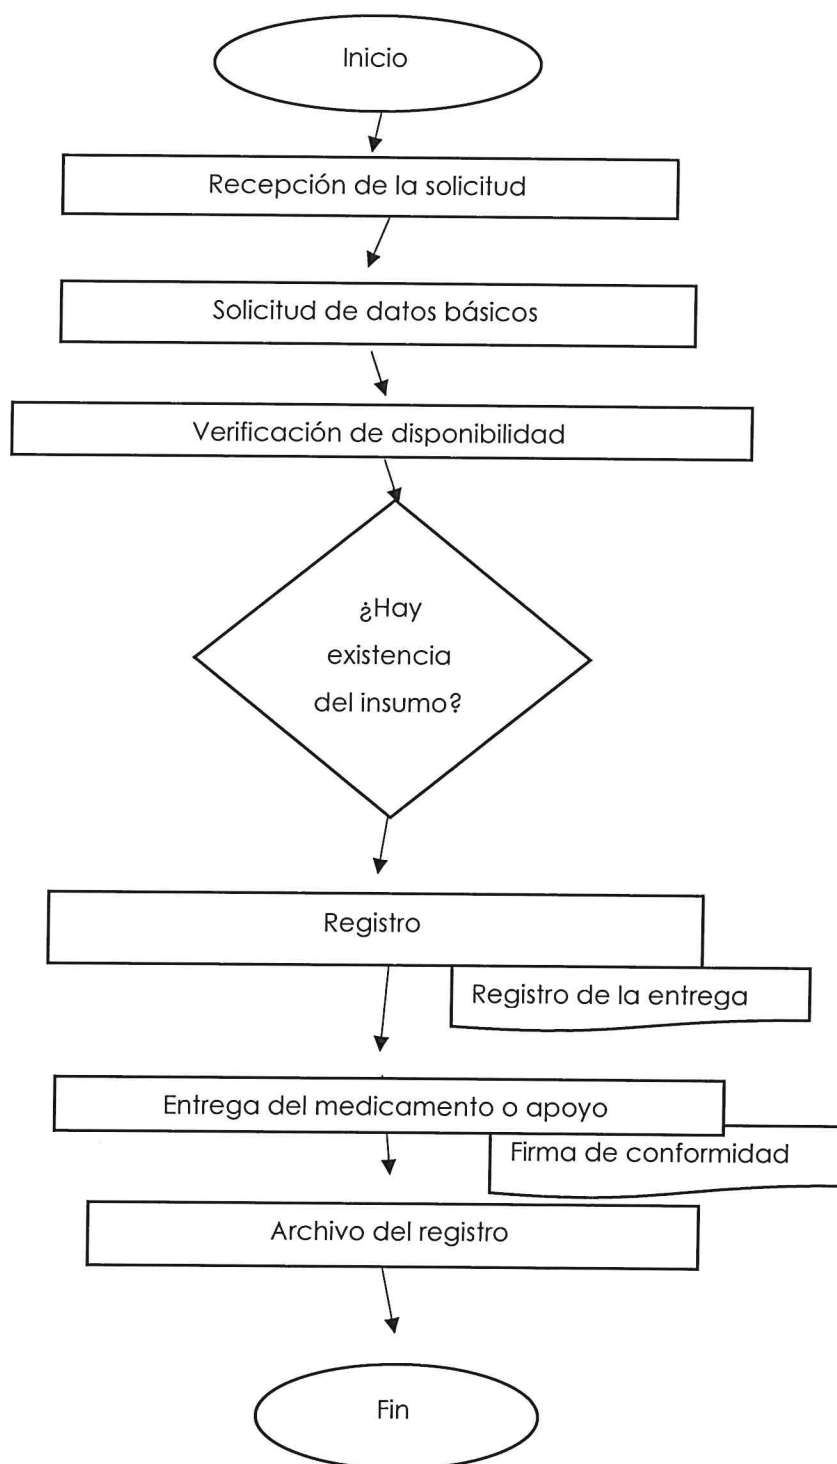 Inicio
Recepción de la solicitud
Solicitud de datos básicos
Verificación de disponibilidad
¿Hay
existencia
del insumo?
Registro
Registro de la entrega
Entrega del medicamento o apoyo
Firma de conformidad
Archivo del registro
Fin